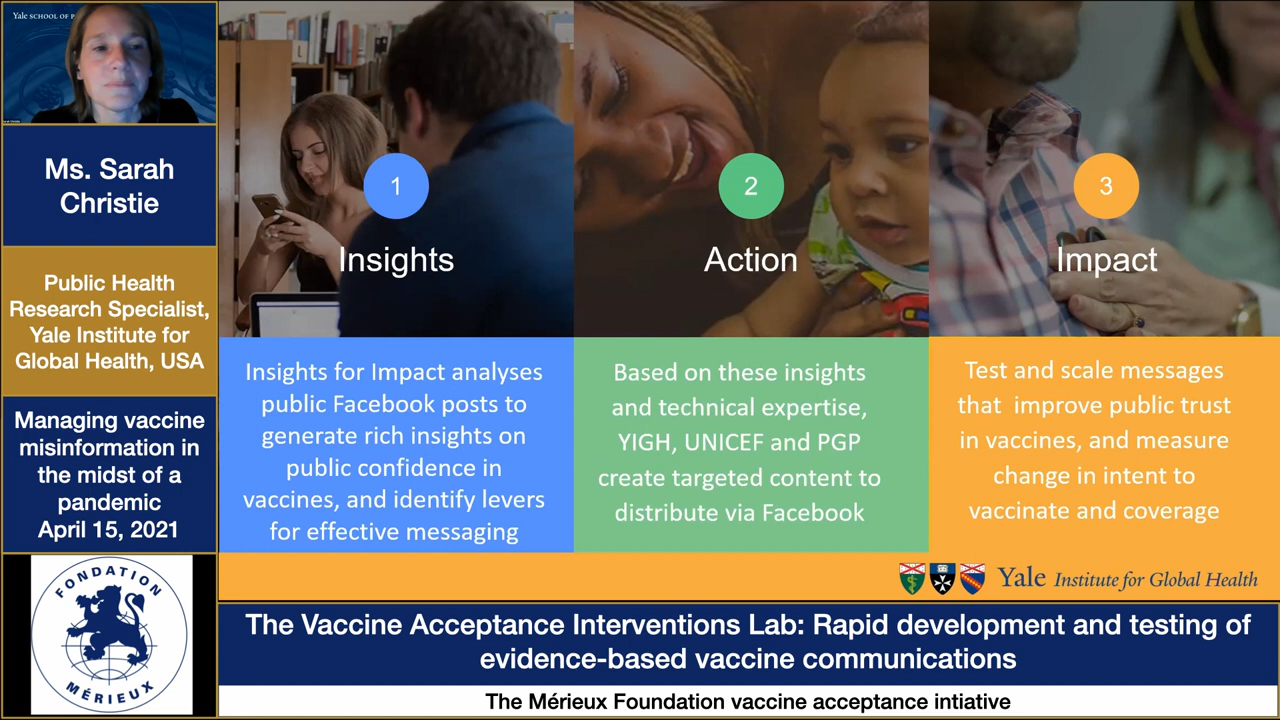 Yale SCHOOL OF P
Ms. Sarah
Christie
Public Health
Research Specialist,
Yale Institute for
Global Health, USA
Managing vaccine
misinformation in
the midst of a
pandemic
April 15, 2021
FONDATION
MÉRIEUX
1
Insights
Insights for Impact analyses
public Facebook posts to
generate rich insights on
public confidence in
vaccines, and identify levers
for effective messaging
2
Action
Based on these insights
and technical expertise,
YIGH, UNICEF and PGP
create targeted content to
distribute via Facebook
3
Impact
Test and scale messages
that improve public trust
in vaccines, and measure
change in intent to
vaccinate and coverage
Yale Institute for Global Health
The Vaccine Acceptance Interventions Lab: Rapid development and testing of
evidence-based vaccine communications
The Mérieux Foundation vaccine acceptance intiative